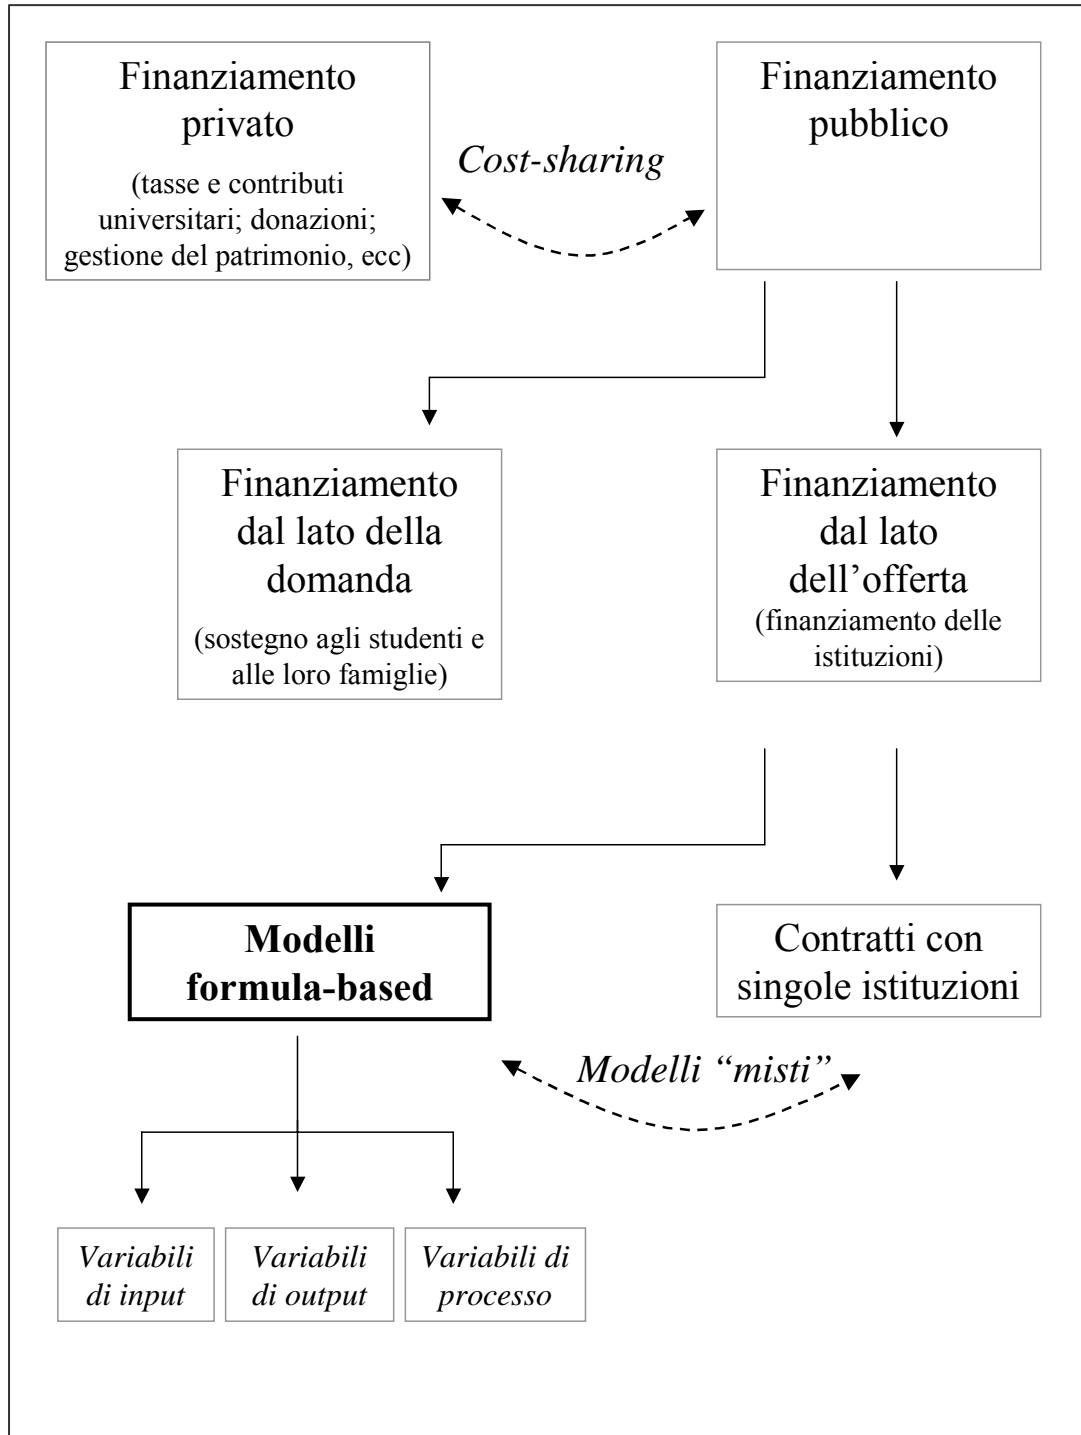 Finanziamento
privato
(tasse e contributi
universitari; donazioni;
gestione del patrimonio, ecc)
Cost-sharing
Finanziamento
pubblico
Finanziamento
dal lato della
domanda
(sostegno agli studenti e
alle loro famiglie)
Finanziamento
dal lato
dell’offerta
(finanziamento delle
istituzioni)
Modelli
formula-based
Contratti con
singole istituzioni
Modelli “misti”
Variabili
di input
Variabili
di output
Variabili di
processo